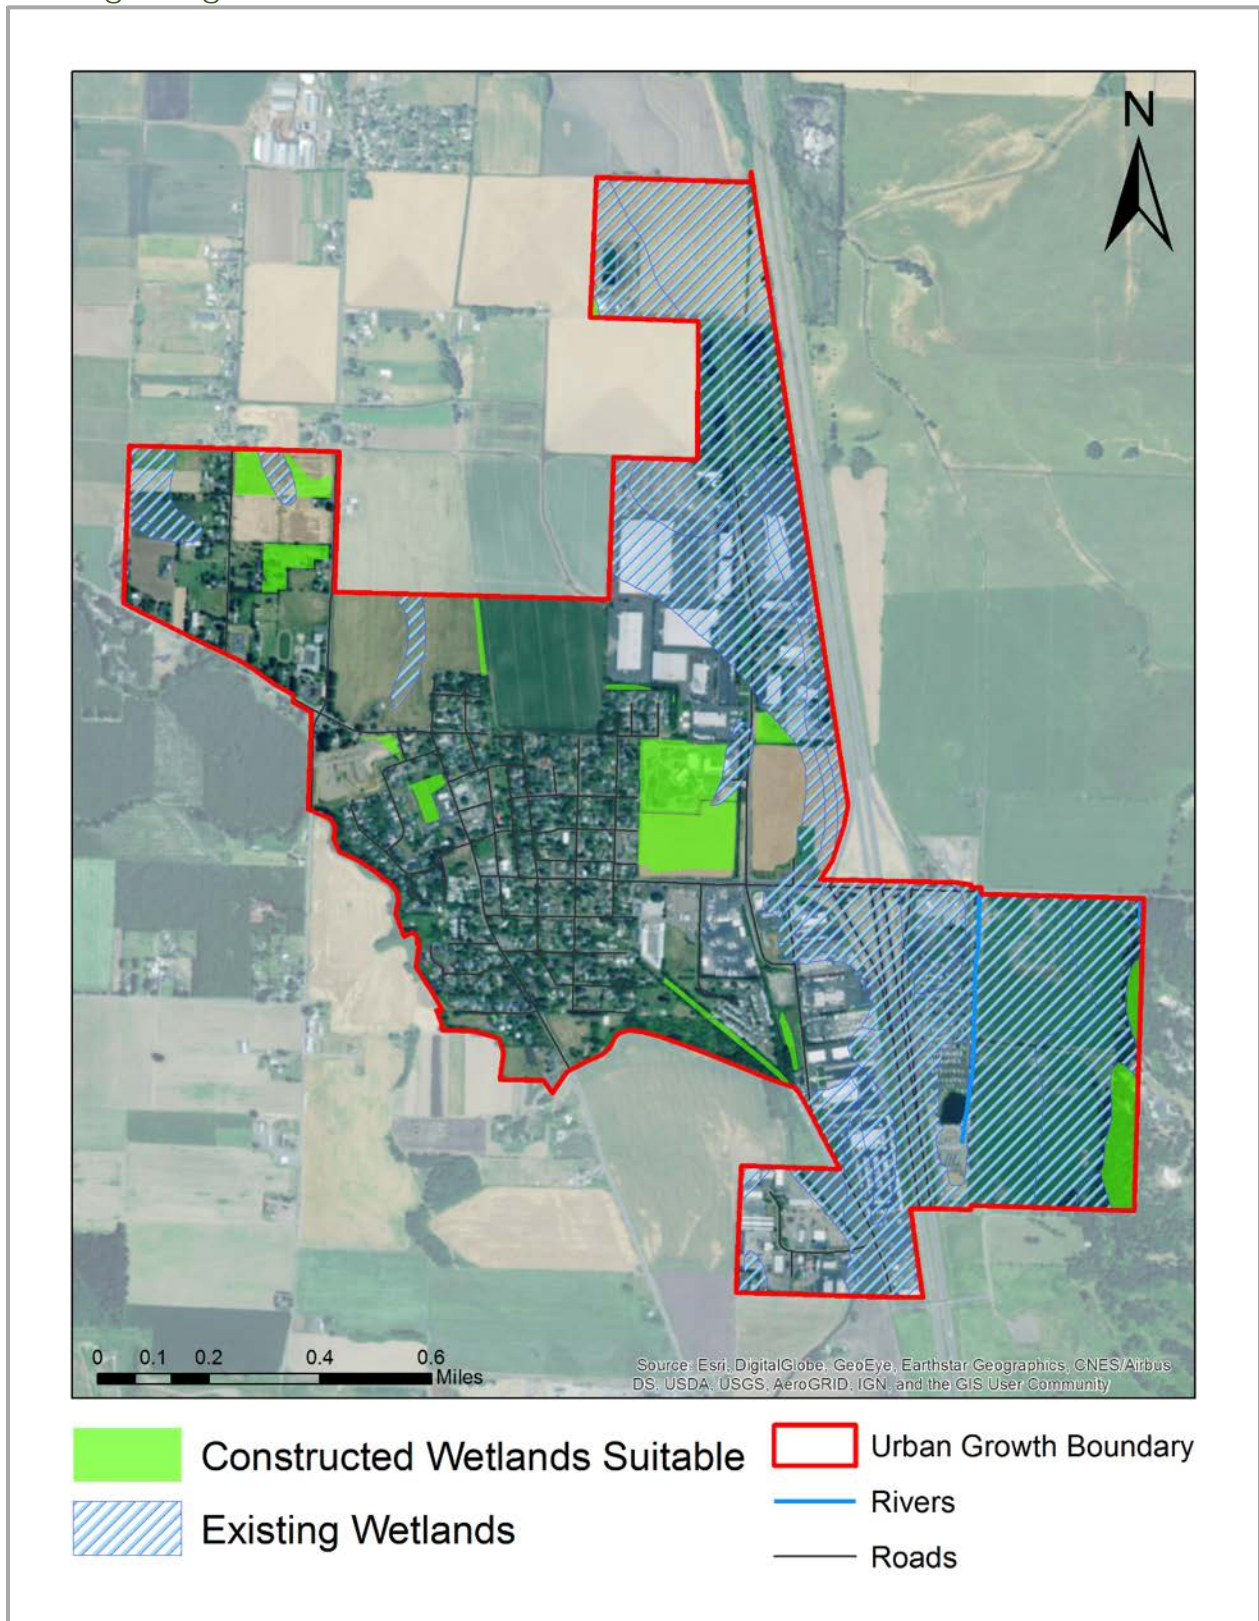 N
0 0.1 0.2 0.4 0.6
Miles
Source: Esri, DigitalGlobe, GeoEye, Earthstar Geographics, CNES/Airbus
DS, USDA, USGS, AeroGRID, IGN, and the GIS User Community
Constructed Wetlands Suitable
Existing Wetlands
Urban Growth Boundary
Rivers
Roads